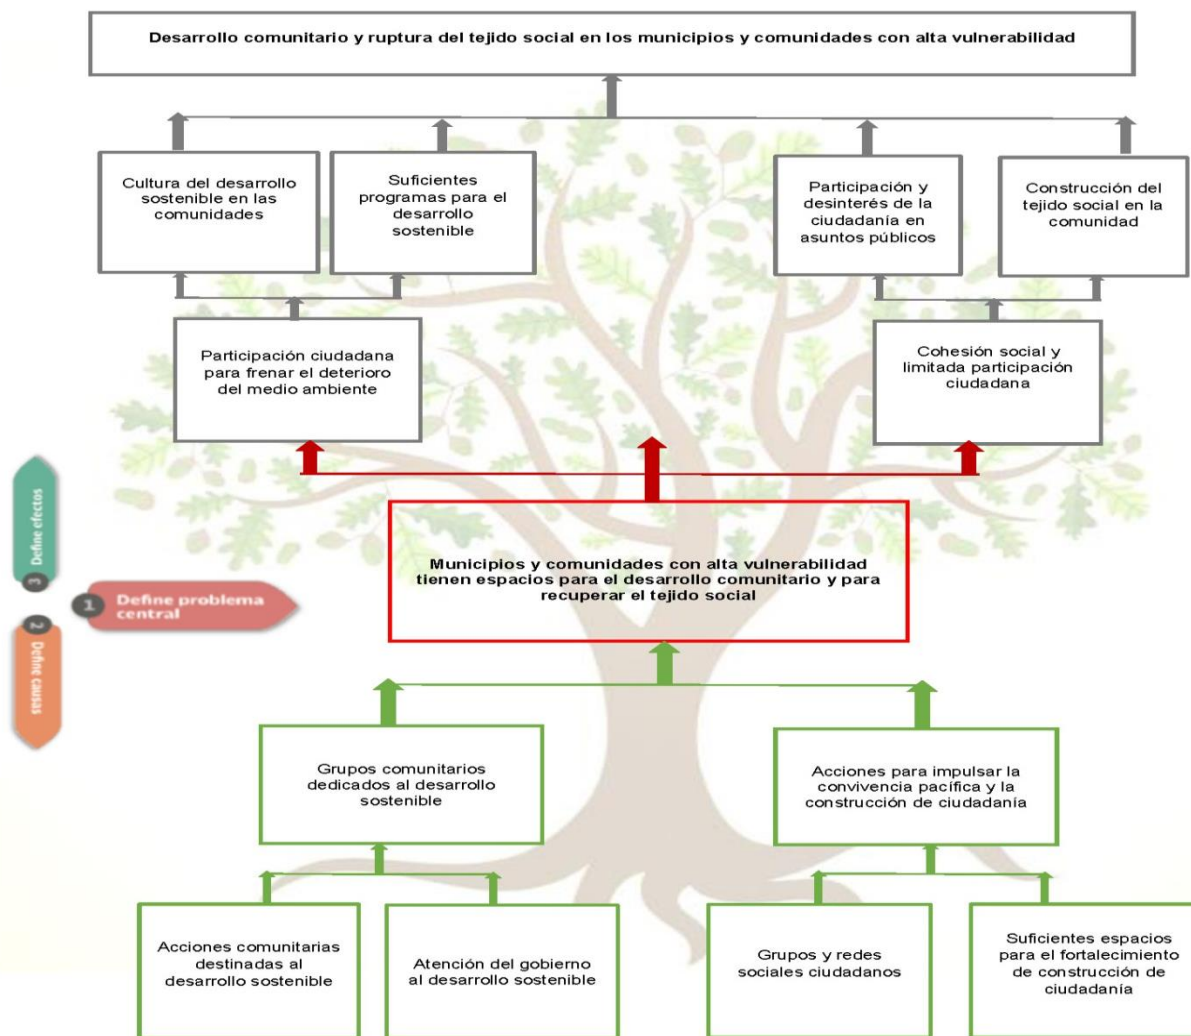 Desarrollo comunitario y ruptura del tejido social en los municipios y comunidades con alta vulnerabilidad
Cultura del desarrollo
sostenible en las
comunidades
Suficientes
programas para el
desarrollo
sostenible
Participación y
desinterés de la
ciudadanía en
asuntos públicos
Construcción del
tejido social en la
comunidad
Participación ciudadana
para frenar el deterioro
del medio ambiente
Cohesión social y
limitada participación
ciudadana
Define efectos
3
1
Define problema
central
2
Define causas
Municipios y comunidades con alta vulnerabilidad
tienen espacios para el desarrollo comunitario y para
recuperar el tejido social
Grupos comunitarios
dedicados al desarrollo
sostenible
Acciones para impulsar la
convivencia pacífica y la
construcción de ciudadanía
Acciones comunitarias
destinadas al
desarrollo sostenible
Atención del gobierno
al desarrollo sostenible
Grupos y redes
sociales ciudadanos
Suficientes espacios
para el fortalecimiento
de construcción de
ciudadanía